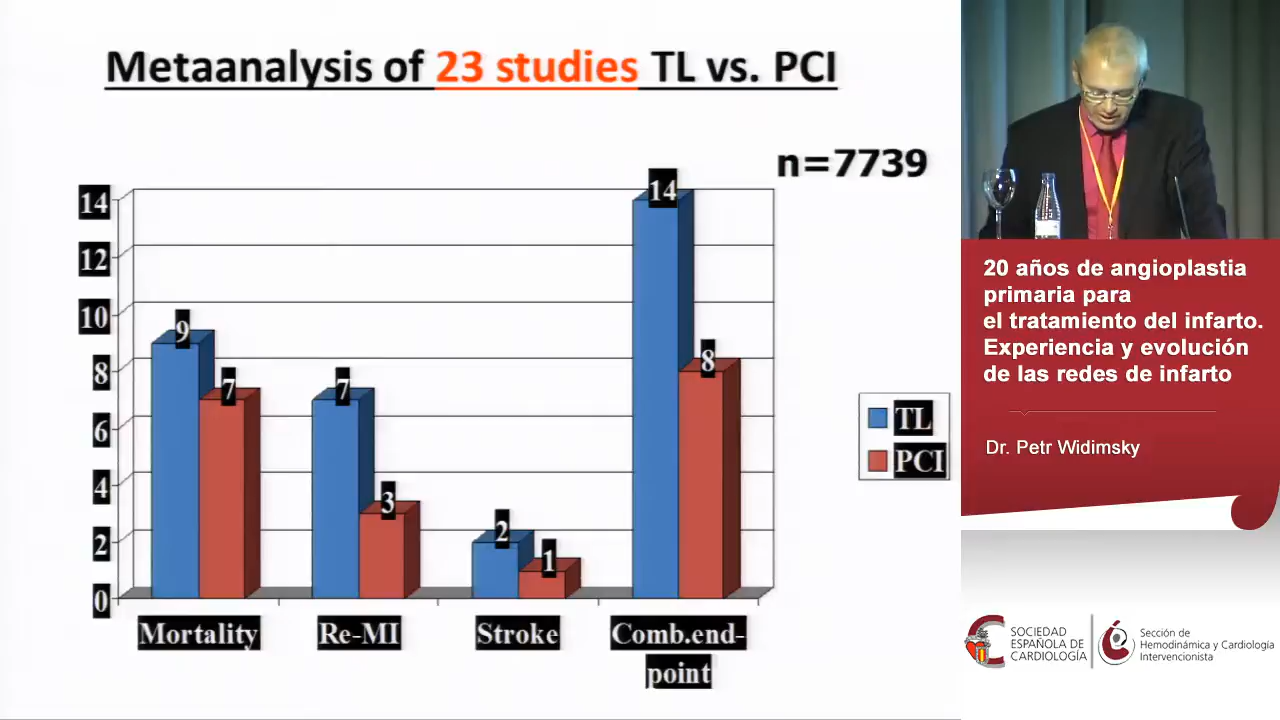 Metaanalysis of 23 studies TL vs. PCI
n=7739
14
12
10
8
6
4
2
0
9
7
7
3
2
1
14
8
Mortality
Re-MI
Stroke
Comb.end-
point
TL
PCI
20 años de angioplastia
primaria para
el tratamiento del infarto.
Experiencia y evolución
de las redes de infarto
Dr. Petr Widimsky
SOCIEDAD
ESPAÑOLA DE
CARDIOLOGÍA
Sección de
Hemodinámica y Cardiología
Intervencionista